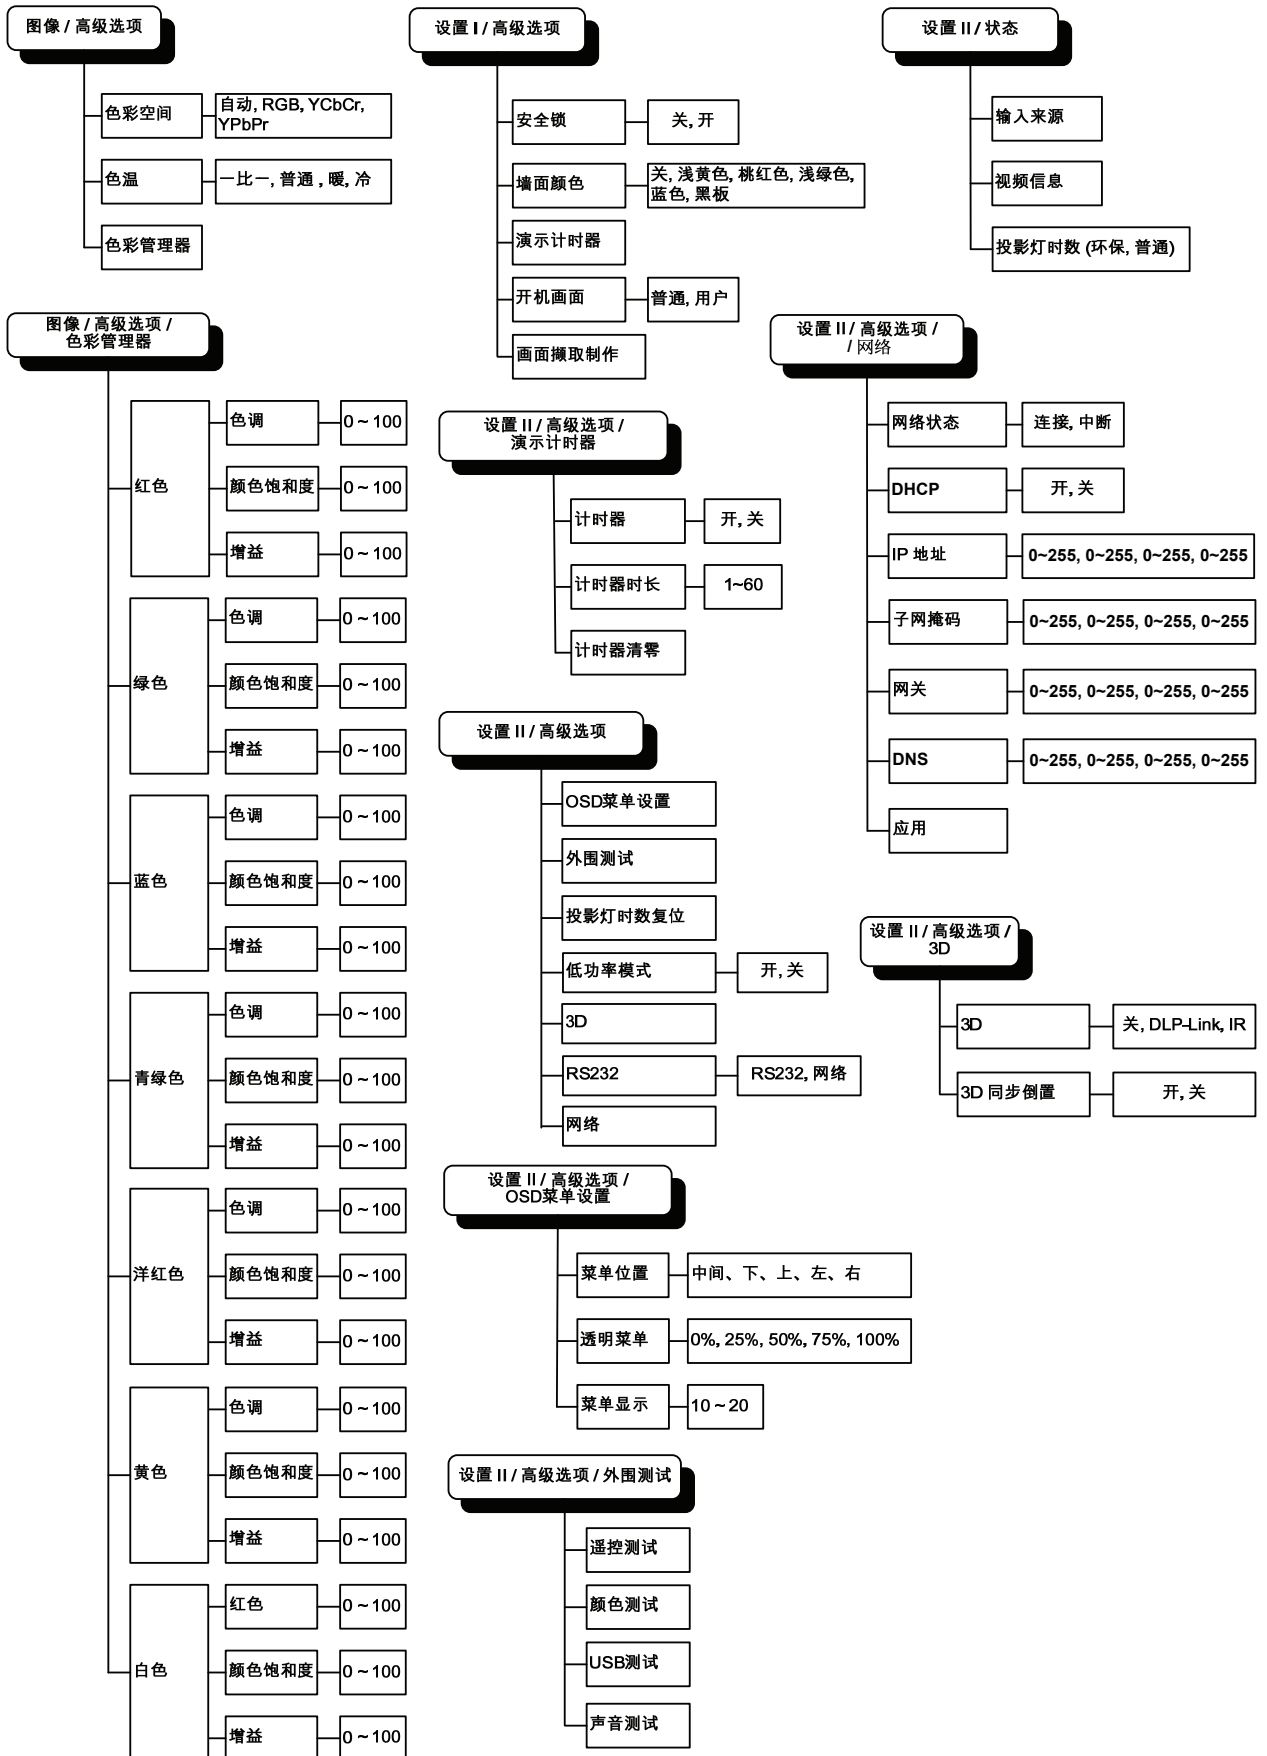 图像 / 高级选项
色彩空间
自动, RGB, YCbCr,
YPbPr
色温
一比一, 普通 , 暖, 冷
色彩管理器
图像 / 高级选项 /
色彩管理器
红色
色调
0 ~ 100
颜色饱和度
0 ~ 100
增益
0 ~ 100
绿色
色调
0 ~ 100
颜色饱和度
0 ~ 100
增益
0 ~ 100
蓝色
色调
0 ~ 100
颜色饱和度
0 ~ 100
增益
0 ~ 100
青绿色
色调
0 ~ 100
颜色饱和度
0 ~ 100
增益
0 ~ 100
洋红色
色调
0 ~ 100
颜色饱和度
0 ~ 100
增益
0 ~ 100
黄色
色调
0 ~ 100
颜色饱和度
0 ~ 100
增益
0 ~ 100
白色
红色
0 ~ 100
颜色饱和度
0 ~ 100
增益
0 ~ 100
设置 I / 高级选项
安全锁
关, 开
墙面颜色
关, 浅黄色, 桃红色, 浅绿色,
蓝色, 黑板
演示计时器
开机画面
普通, 用户
画面撷取制作
设置 II / 高级选项 /
演示计时器
计时器
开, 关
计时器时长
1~60
计时器清零
设置 II / 高级选项
OSD菜单设置
外围测试
投影灯时数复位
低功率模式
开, 关
3D
RS232
RS232, 网络
网络
设置 II / 高级选项 /
OSD菜单设置
菜单位置
中间、下、上、左、右
透明菜单
0%, 25%, 50%, 75%, 100%
菜单显示
10 ~ 20
设置 II / 高级选项 / 外围测试
遥控测试
颜色测试
USB测试
声音测试
设置 II / 状态
输入来源
视频信息
投影灯时数 (环保, 普通)
设置 II / 高级选项 /
/ 网络
网络状态
连接, 中断
DHCP
开, 关
IP 地址
0~255, 0~255, 0~255, 0~255
子网掩码
0~255, 0~255, 0~255, 0~255
网关
0~255, 0~255, 0~255, 0~255
DNS
0~255, 0~255, 0~255, 0~255
应用
设置 II / 高级选项 /
3D
3D
关, DLP-Link, IR
3D 同步倒置
开, 关